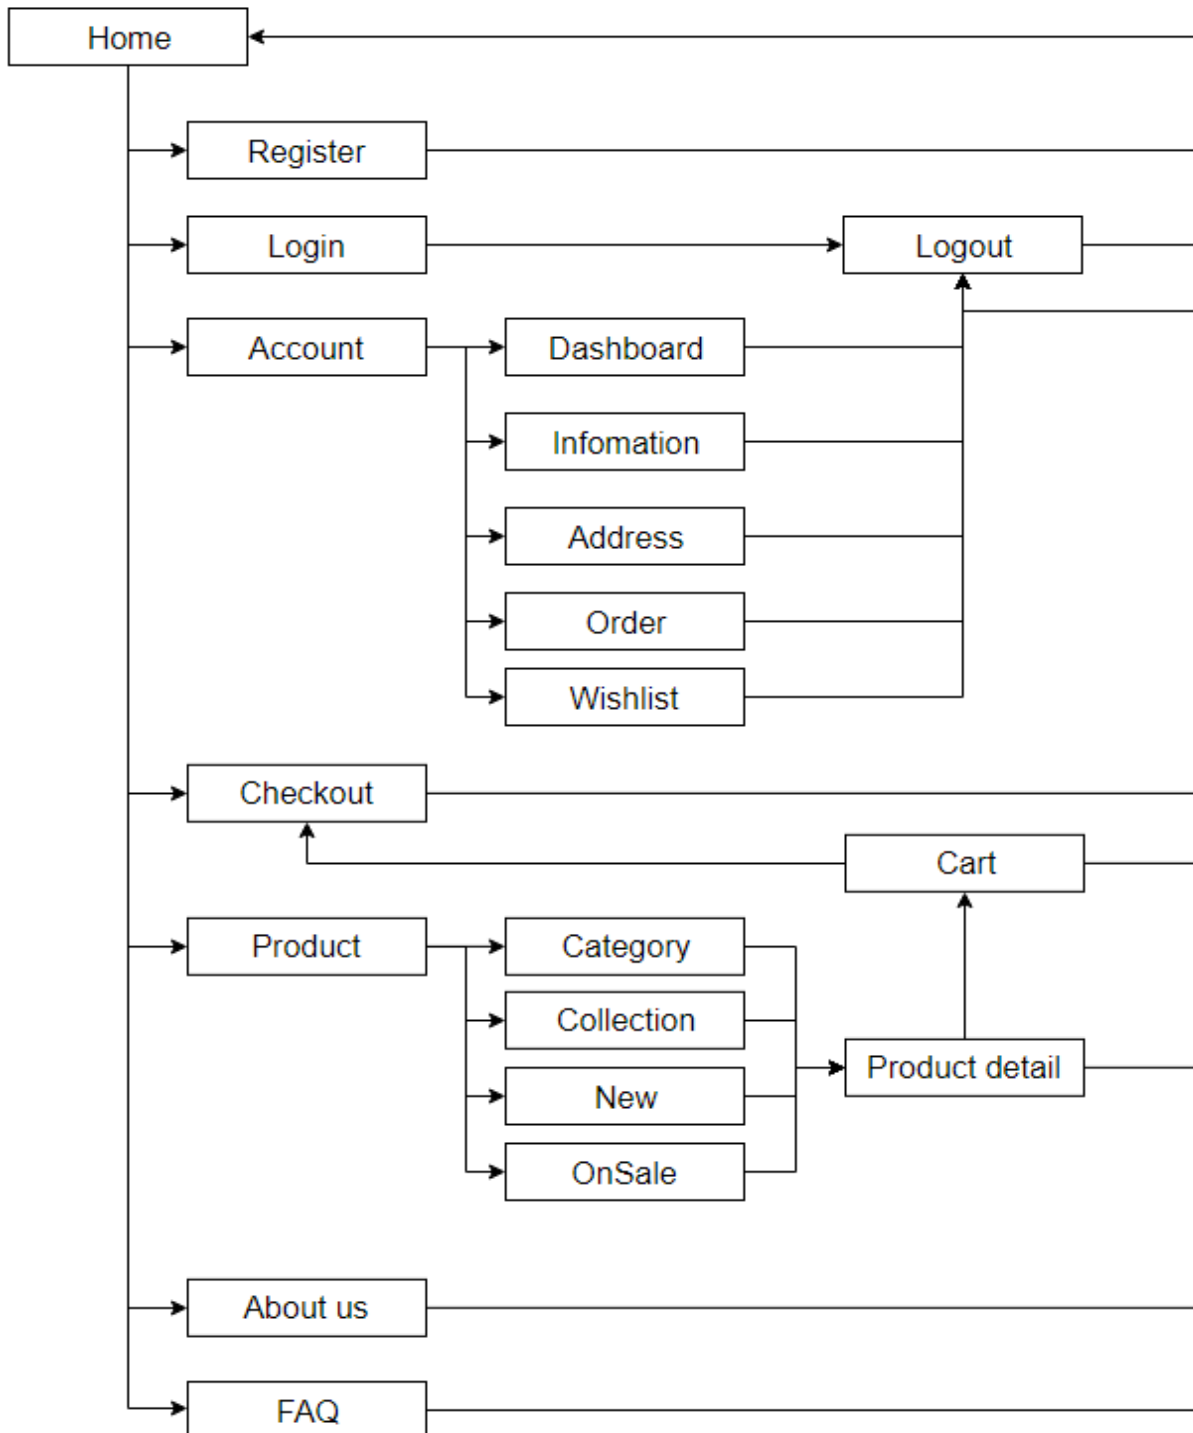 Home
Register
Login
Logout
Account
Dashboard
Infomation
Address
Order
Wishlist
Checkout
Cart
Product
Category
Collection
Product detail
New
OnSale
About us
FAQ